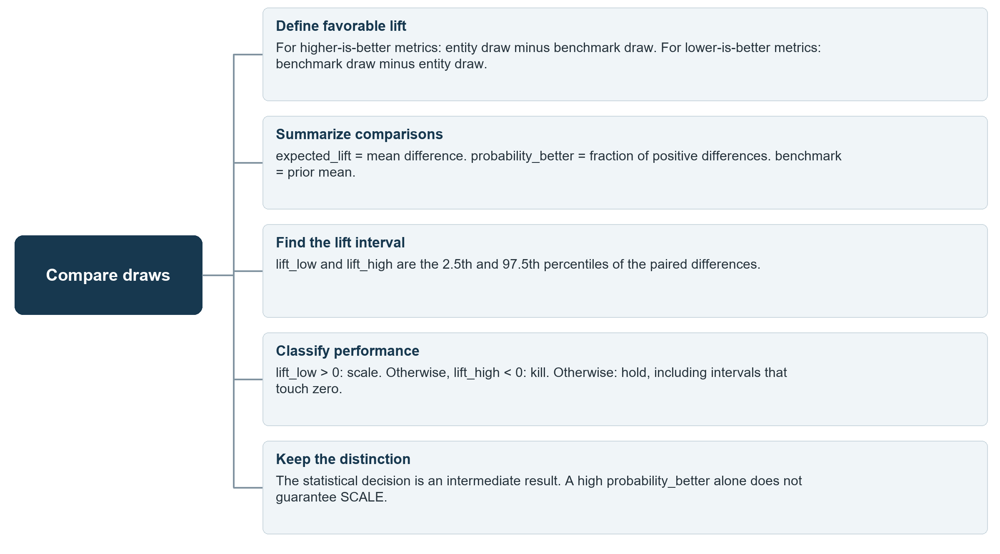 Define favorable lift
For higher-is-better metrics: entity draw minus benchmark draw. For lower-is-better metrics:
benchmark draw minus entity draw.
Summarize comparisons
expected_lift = mean difference. probability_better = fraction of positive differences. benchmark
= prior mean.
Find the lift interval
lift_low and lift_high are the 2.5th and 97.5th percentiles of the paired differences.
Compare draws
Classify performance
lift_low > 0: scale. Otherwise, lift_high < 0: kill. Otherwise: hold, including intervals that
touch zero.
Keep the distinction
The statistical decision is an intermediate result. A high probability_better alone does not
guarantee SCALE.